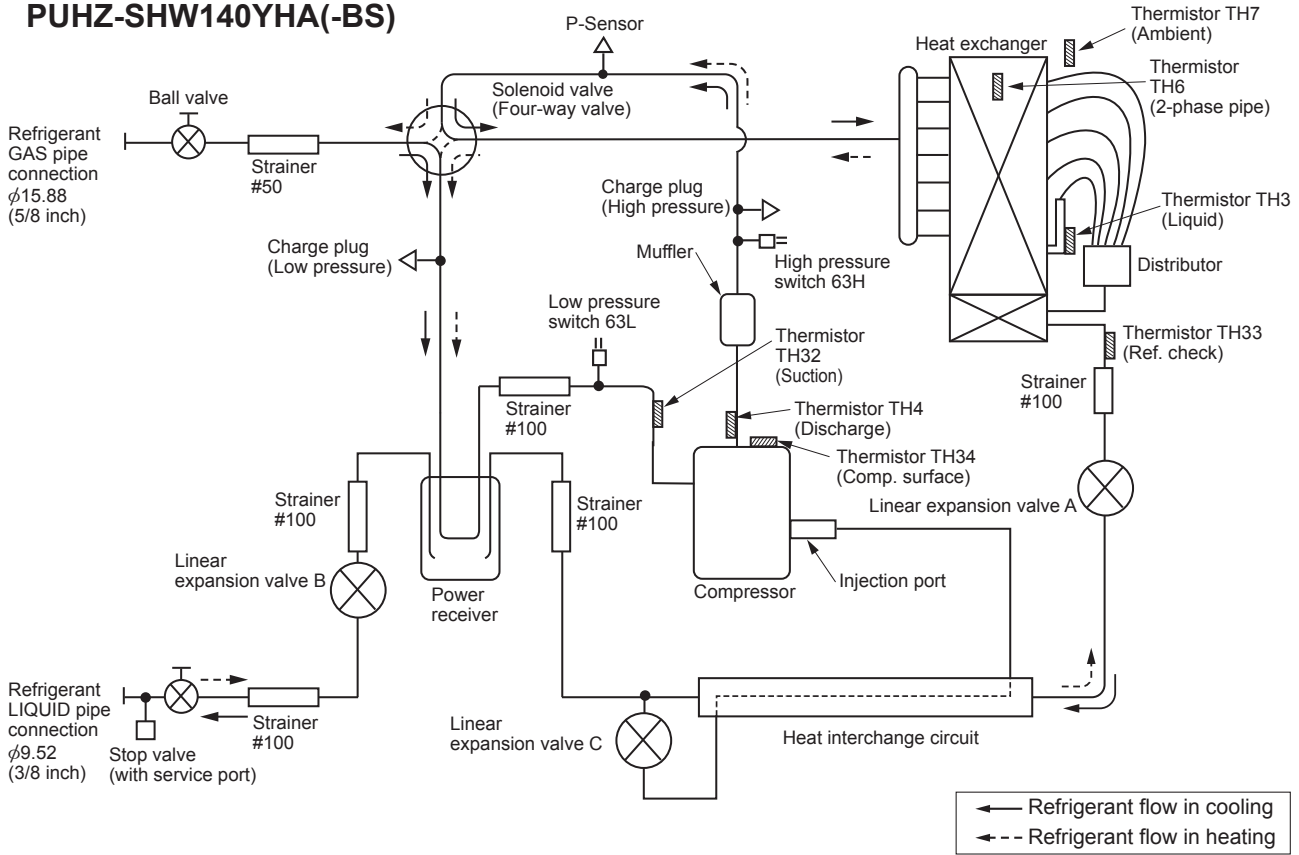 PUHZ-SHW140YHA(-BS)
P-Sensor
Thermistor TH7
(Ambient)
Heat exchanger
Thermistor
TH6
(2-phase pipe)
Solenoid valve
(Four-way valve)
Ball valve
Refrigerant
GAS pipe
connection
ϕ15.88
(5/8 inch)
Strainer
#50
Charge plug
(High pressure)
Thermistor TH3
(Liquid)
Charge plug
(Low pressure)
Muffler
High pressure
switch 63H
Distributor
Low pressure
switch 63L
Thermistor
TH32
(Suction)
Thermistor TH33
(Ref. check)
Strainer
#100
Strainer
#100
Thermistor TH4
(Discharge)
Thermistor TH34
(Comp. surface)
Strainer
#100
Strainer
#100
Linear expansion valve A
Linear
expansion valve B
Power
receiver
Compressor
Injection port
Refrigerant
LIQUID pipe
connection
ϕ9.52
(3/8 inch)
Stop valve
(with service port)
Strainer
#100
Linear
expansion valve C
Heat interchange circuit
Refrigerant flow in cooling
Refrigerant flow in heating